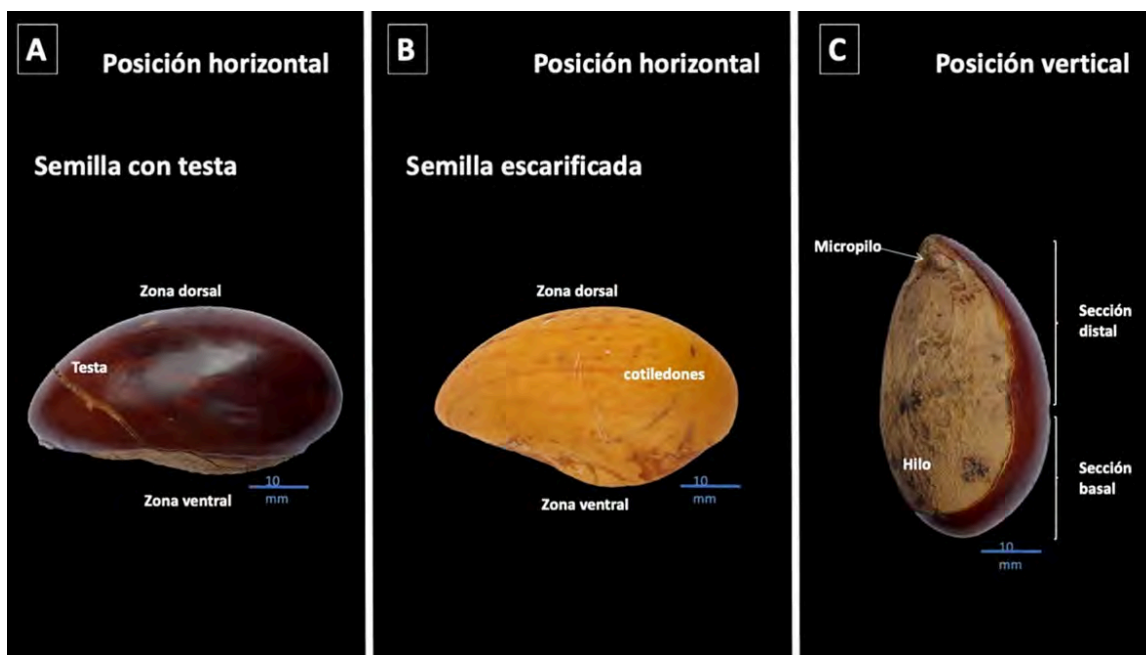 A
Posición horizontal
Semilla con testa
Zona dorsal
Testa
10
mm
Zona ventral
B
Posición horizontal
Semilla escarificada
Zona dorsal
cotiledones
10
mm
Zona ventral
C
Posición vertical
Micropilo
Sección
distal
Hilo
Sección
basal
10
mm